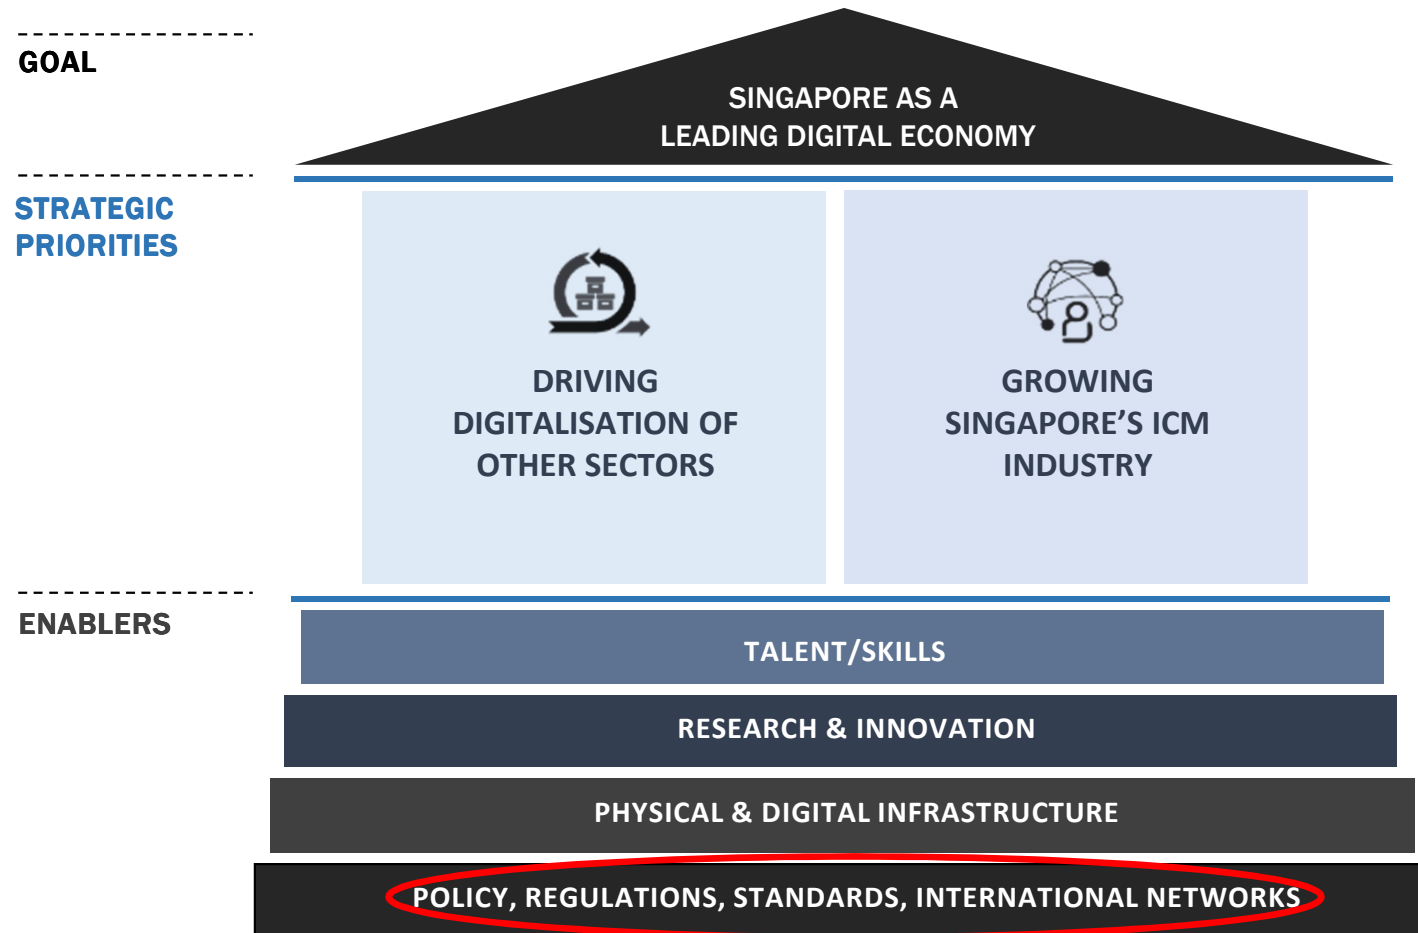 GOAL
SINGAPORE AS A
LEADING DIGITAL ECONOMY
STRATEGIC
PRIORITIES
DRIVING
DIGITALISATION OF
OTHER SECTORS
GROWING
SINGAPORE’S ICM
INDUSTRY
ENABLERS
TALENT/SKILLS
RESEARCH & INNOVATION
PHYSICAL & DIGITAL INFRASTRUCTURE
POLICY, REGULATIONS, STANDARDS, INTERNATIONAL NETWORKS